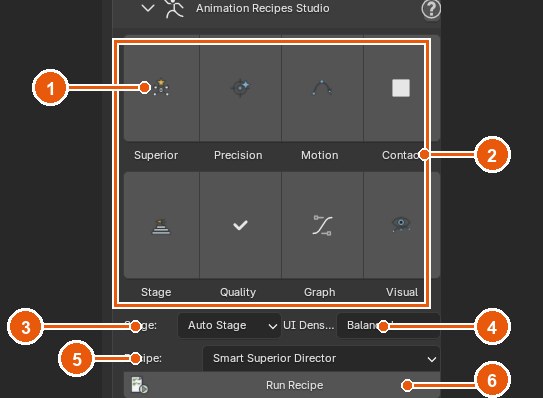 Animation Recipes Studio ?
1
Superior Precision Motion 2
Stage Quality Graph Visual
3 Auto Stage UI Dens... 4
5 Smart Superior Director
Run Recipe 6